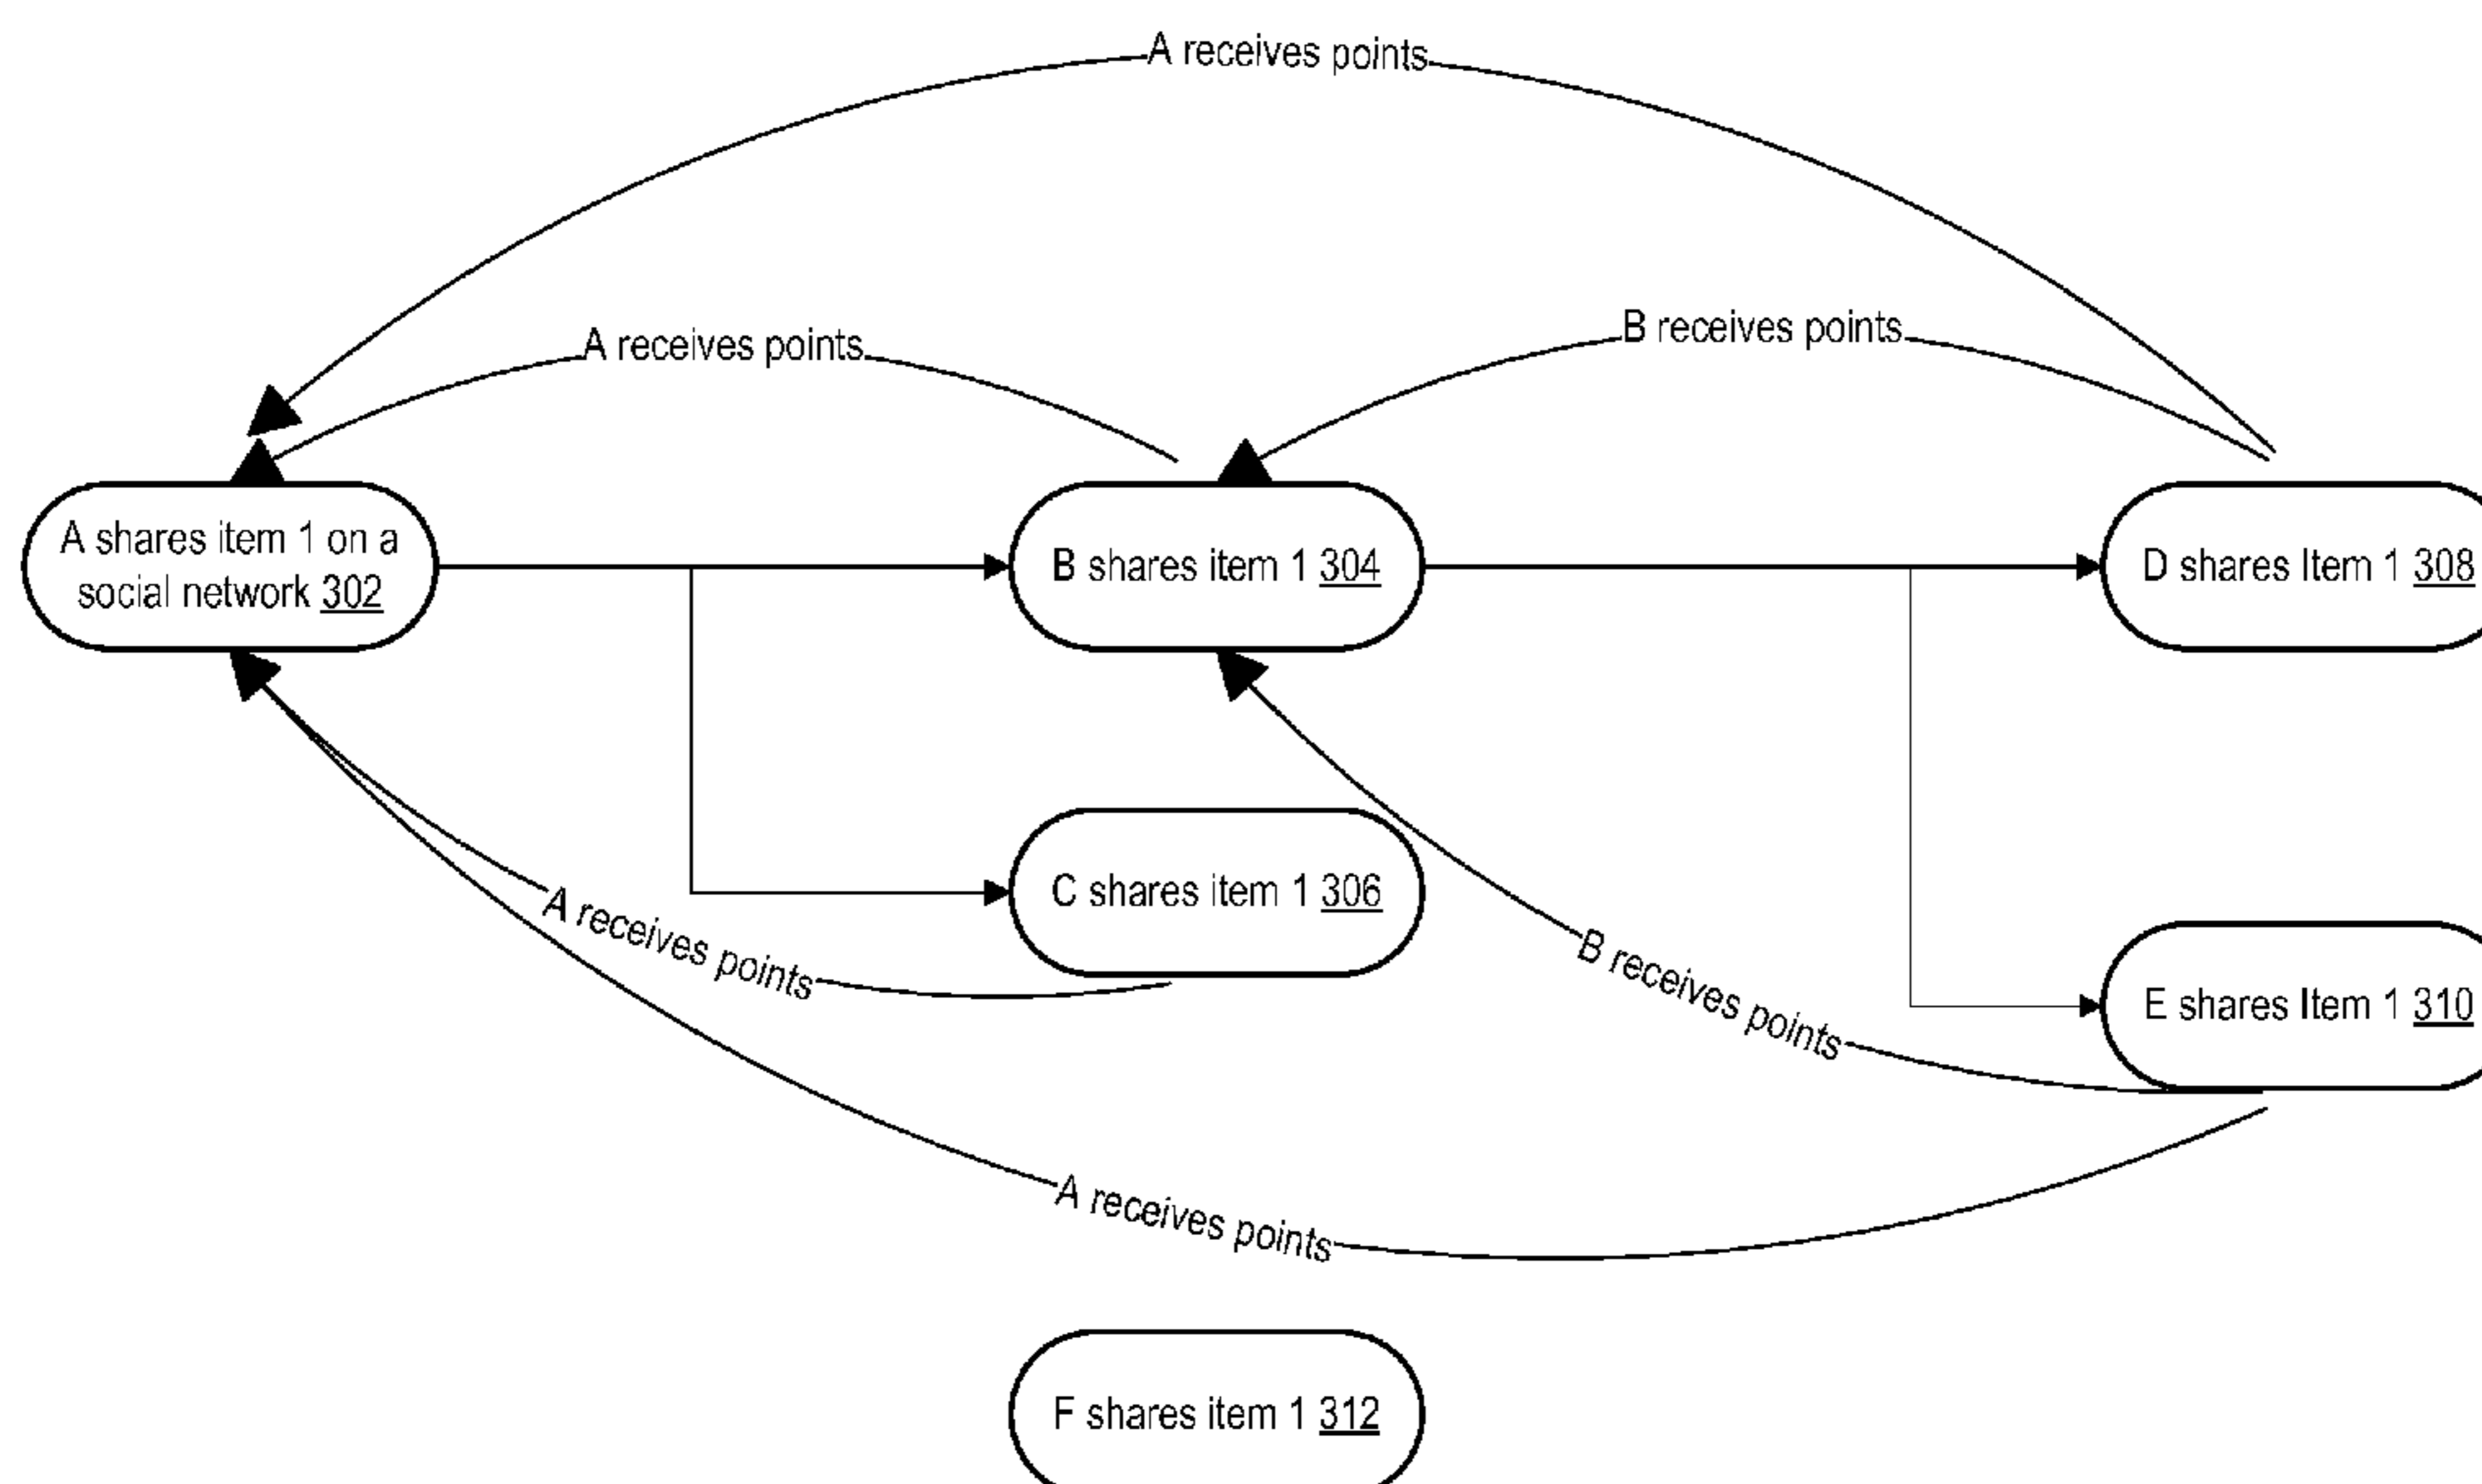 A receives points
A receives points
B receives points
A shares item 1 on a
social network 302
B shares item 1 304
D shares Item 1 308
C shares item 1 306
A receives points
B receives points
E shares Item 1 310
A receives points
F shares item 1 312